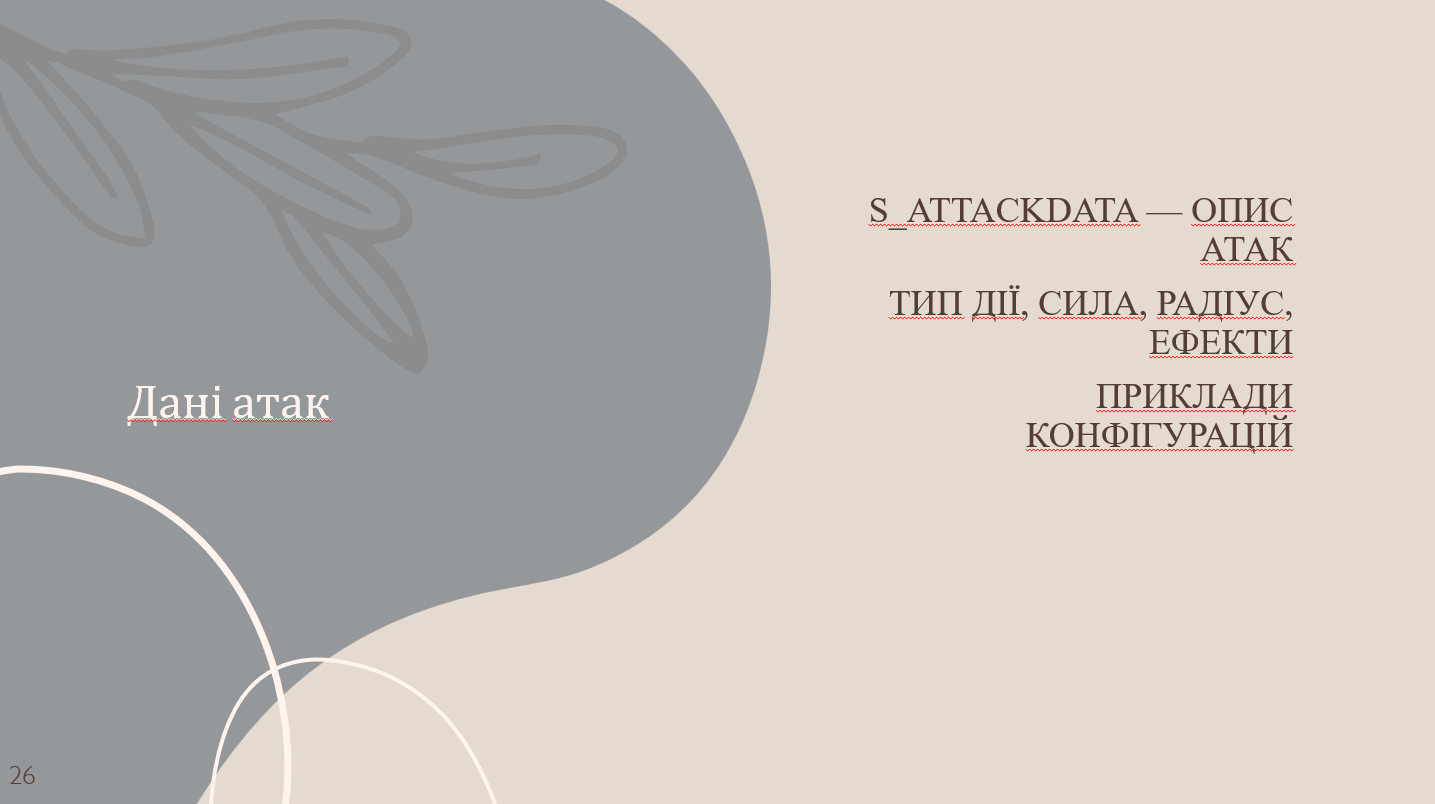 Дані атак
S_ATTACKDATA — ОПИС
АТАК
ТИП ДІЇ, СИЛА, РАДІУС,
ЕФЕКТИ
ПРИКЛАДИ
КОНФІГУРАЦІЙ
26